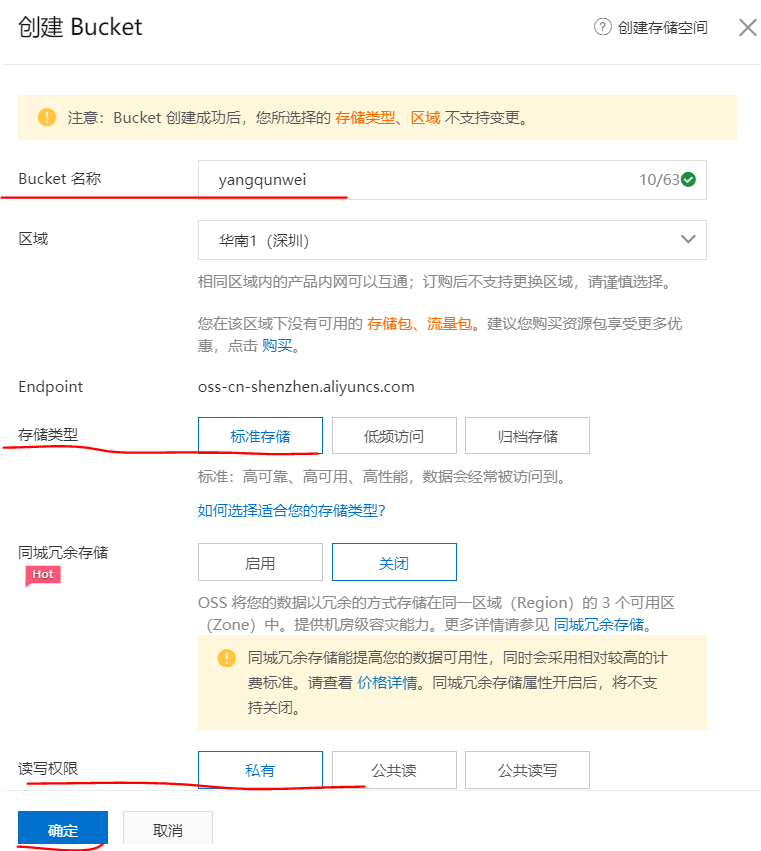 创建 Bucket
? 创建存储空间
! 注意：Bucket 创建成功后，您所选择的 存储类型、区域 不支持变更。
Bucket 名称
yangqunwei
10/63
区域
华南1（深圳）
相同区域内的产品内网可以互通；订购后不支持更换区域，请谨慎选择。
您在该区域下没有可用的 存储包、流量包。建议您购买资源包享受更多优
惠，点击 购买。
Endpoint
oss-cn-shenzhen.aliyuncs.com
存储类型
标准存储
低频访问
归档存储
标准：高可靠、高可用、高性能，数据会经常被访问到。
如何选择适合您的存储类型？
同城冗余存储
Hot
启用
关闭
OSS 将您的数据以冗余的方式存储在同一区域（Region）的 3 个可用区
（Zone）中。提供机房级容灾能力。更多详情请参见 同城冗余存储。
! 同城冗余存储能提高您的数据可用性，同时会采用相对较高的计
费标准。请查看 价格详情。同城冗余存储属性开启后，将不支
持关闭。
读写权限
私有
公共读
公共读写
确定
取消